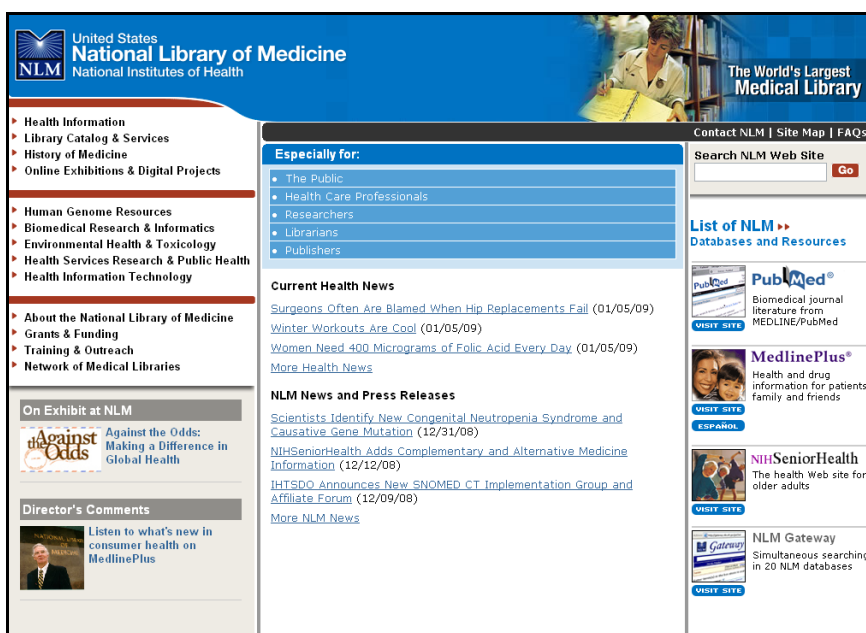 United States
National Library of Medicine
National Institutes of Health
NLM
The World's Largest
Medical Library
Health Information
Library Catalog & Services
History of Medicine
Online Exhibitions & Digital Projects
Human Genome Resources
Biomedical Research & Informatics
Environmental Health & Toxicology
Health Services Research & Public Health
Health Information Technology
About the National Library of Medicine
Grants & Funding
Training & Outreach
Network of Medical Libraries
On Exhibit at NLM
Against
the Odds
Against the Odds:
Making a Difference in
Global Health
Director's Comments
NATIONAL LIBRARY
OF
MEDICINE
Listen to what's new in
consumer health on
MedlinePlus
Especially for:
The Public
Health Care Professionals
Researchers
Librarians
Publishers
Current Health News
Surgeons Often Are Blamed When Hip Replacements Fail (01/05/09)
Winter Workouts Are Cool (01/05/09)
Women Need 400 Micrograms of Folic Acid Every Day (01/05/09)
More Health News
NLM News and Press Releases
Scientists Identify New Congenital Neutropenia Syndrome and
Causative Gene Mutation (12/31/08)
NIHSeniorHealth Adds Complementary and Alternative Medicine
Information (12/12/08)
IHTSDO Announces New SNOMED CT Implementation Group and
Affiliate Forum (12/09/08)
More NLM News
Contact NLM | Site Map | FAQs
Search NLM Web Site
Go
List of NLM
Databases and Resources
PubMed
VISIT SITE
PubMed®
Biomedical journal
literature from
MEDLINE/PubMed
MedlinePlus®
Health and drug
information for patients
family and friends
VISIT SITE
ESPAÑOL
NIHSeniorHealth
The health Web site for
older adults
VISIT SITE
Gateway
NLM Gateway
Simultaneous searching
in 20 NLM databases
VISIT SITE